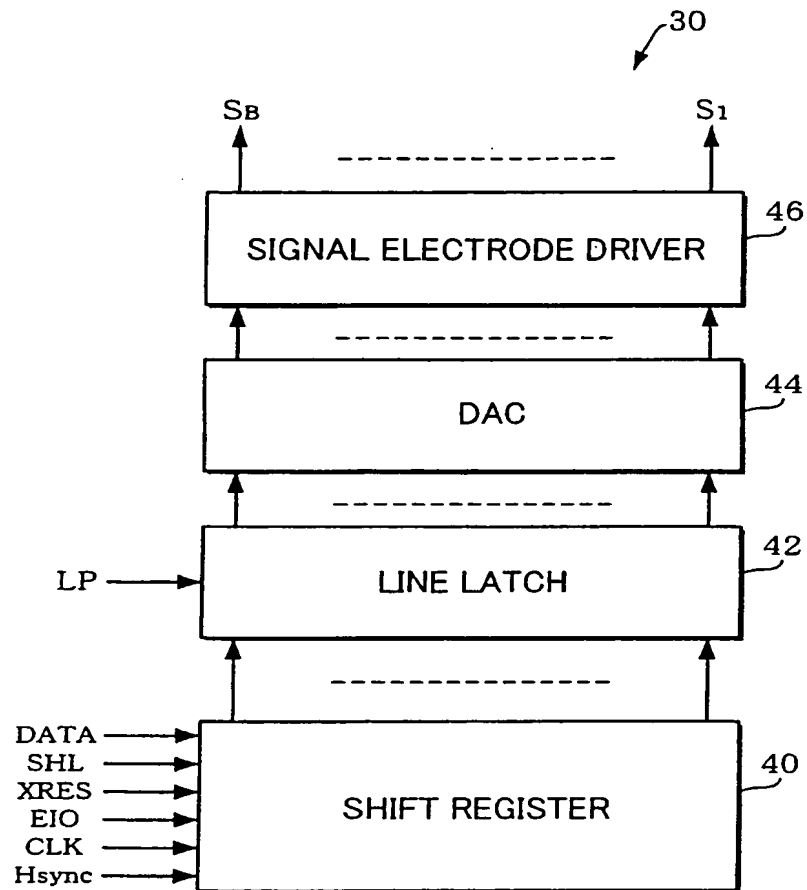 30
SB S1
46
SIGNAL ELECTRODE DRIVER
44
DAC
42
LP LINE LATCH
DATA
SHL
XRES
EIO
CLK
Hsync
40
SHIFT REGISTER